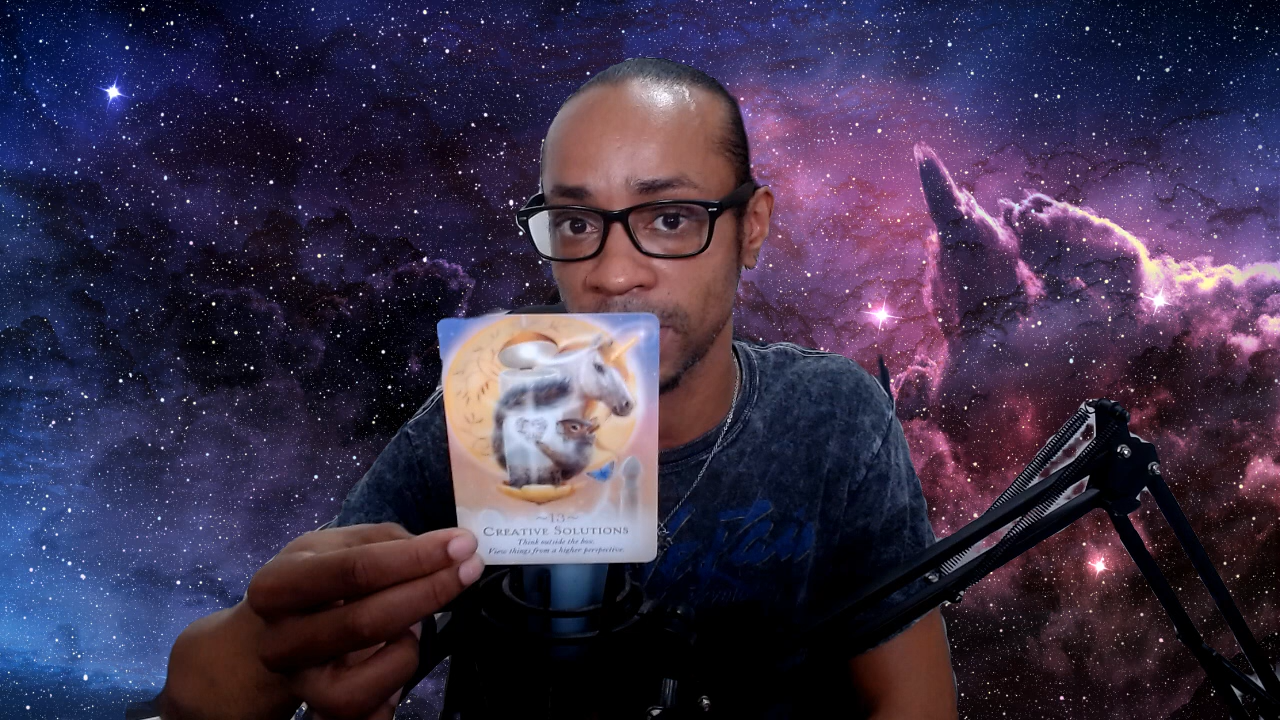 ~13~
CREATIVE SOLUTIONS
Think outside the box.
View things from a higher perspective.